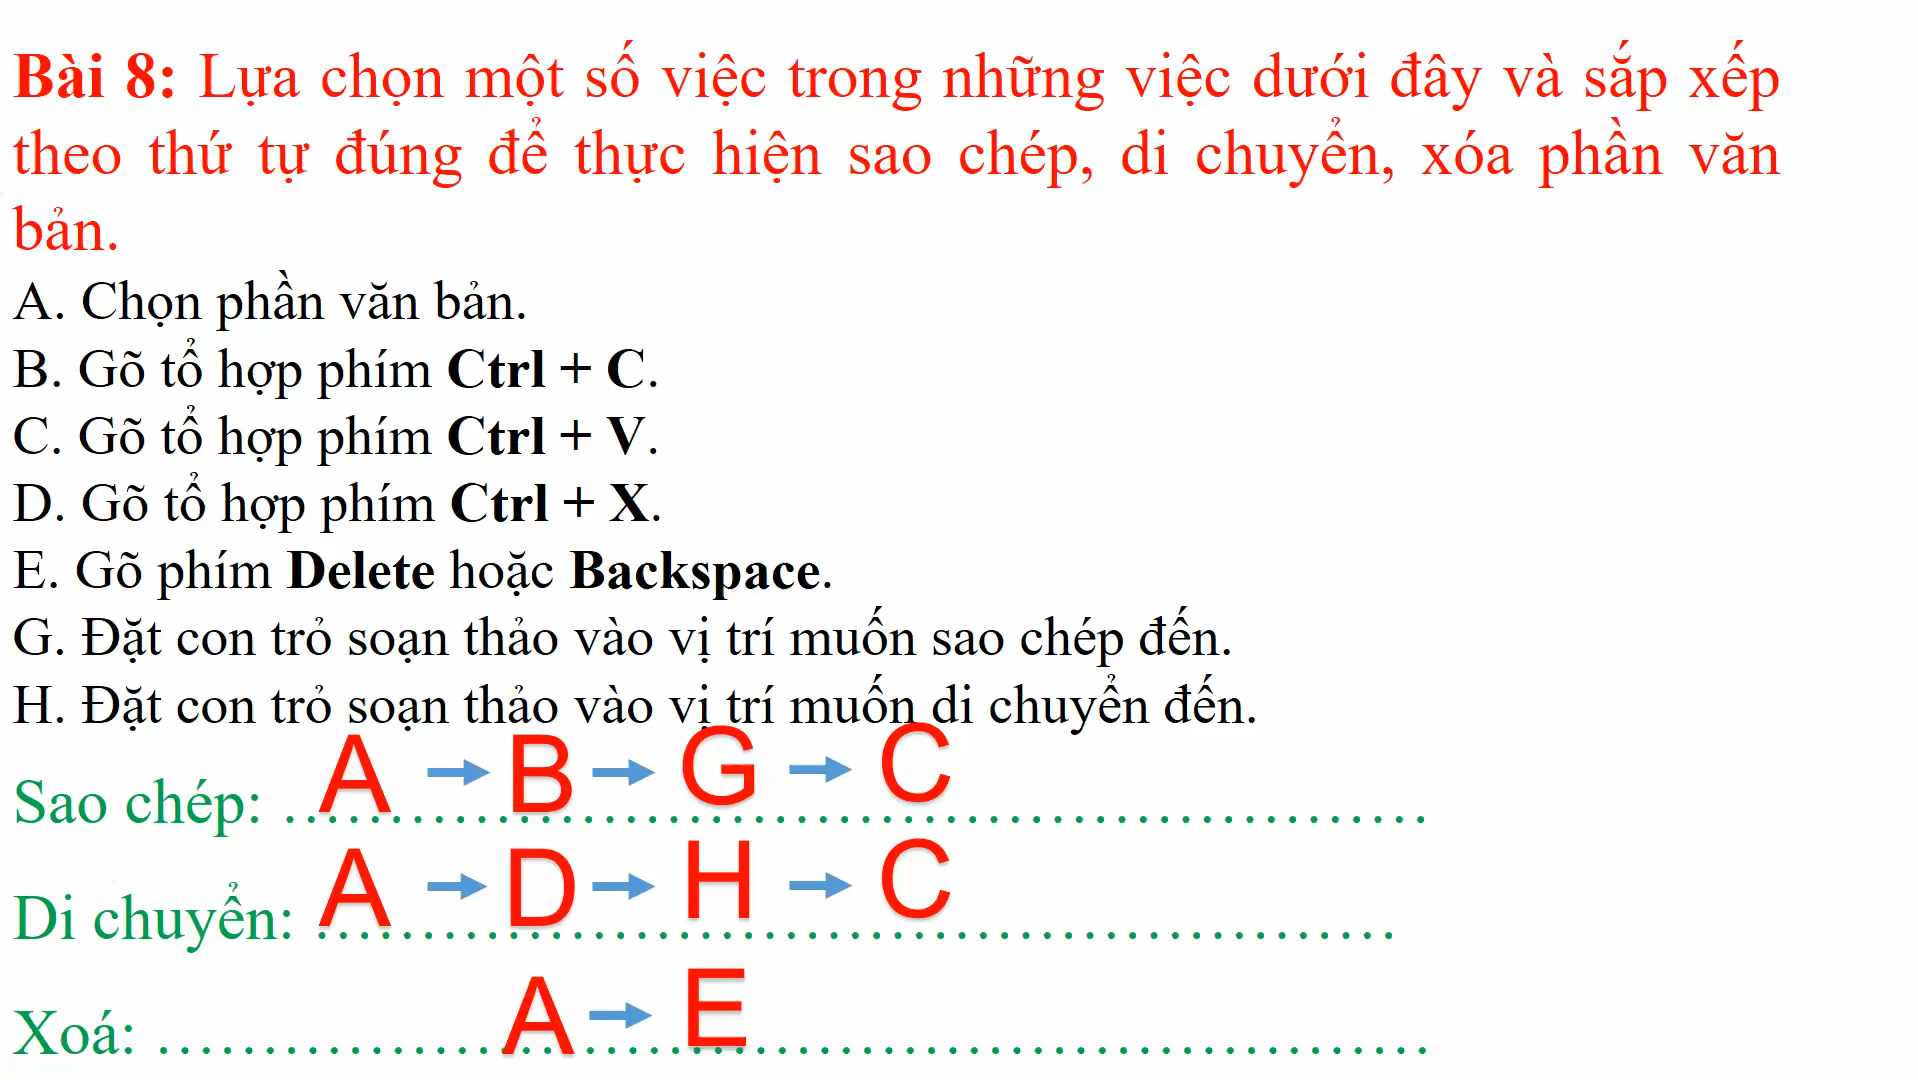 Bài 8: Lựa chọn một số việc trong những việc dưới đây và sắp xếp
theo thứ tự đúng để thực hiện sao chép, di chuyển, xóa phần văn
bản.
A. Chọn phần văn bản.
B. Gõ tổ hợp phím Ctrl + C.
C. Gõ tổ hợp phím Ctrl + V.
D. Gõ tổ hợp phím Ctrl + X.
E. Gõ phím Delete hoặc Backspace.
G. Đặt con trỏ soạn thảo vào vị trí muốn sao chép đến.
H. Đặt con trỏ soạn thảo vào vị trí muốn di chuyển đến.
Sao chép: A → B → G → C
Di chuyển: A → D → H → C
Xoá: A → E